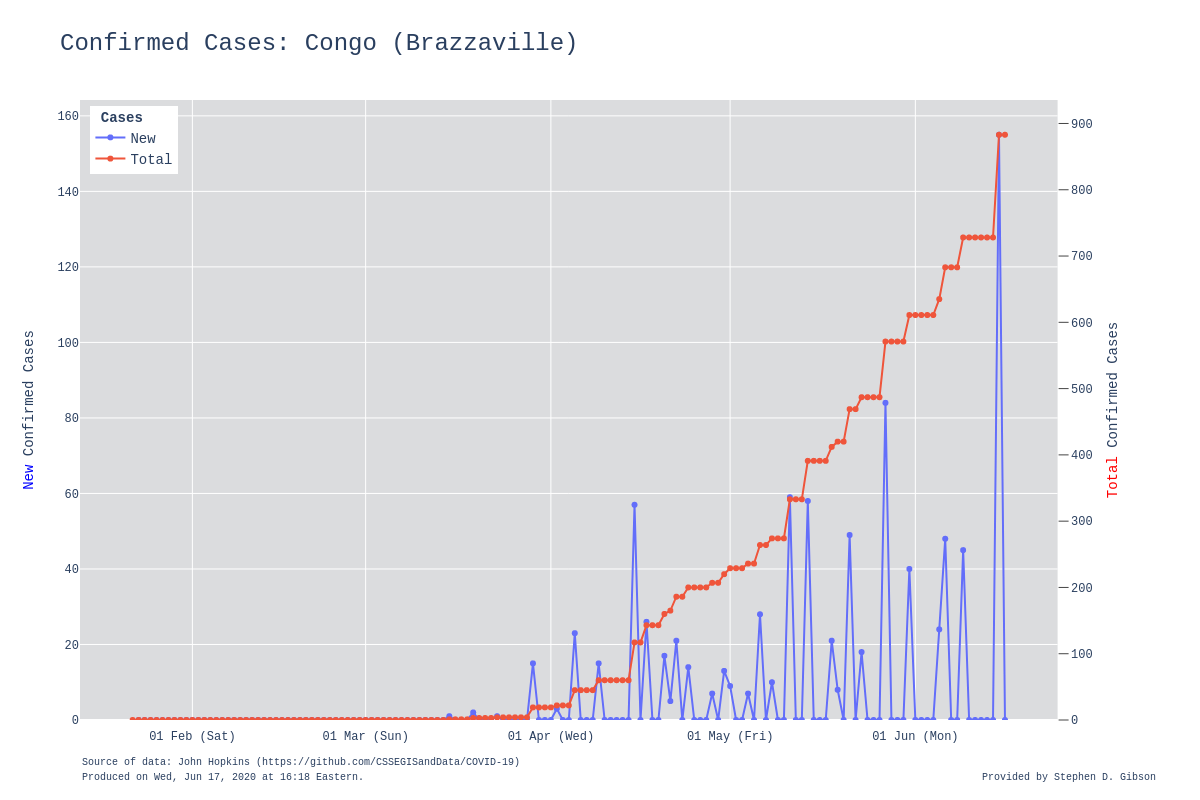 Confirmed Cases: Congo (Brazzaville)
Cases
New
Total
160
140
120
100
80
60
40
20
0
New Confirmed Cases
900
800
700
600
500
400
300
200
100
0
Total Confirmed Cases
01 Feb (Sat) 01 Mar (Sun) 01 Apr (Wed) 01 May (Fri) 01 Jun (Mon)
Source of data: John Hopkins (https://github.com/CSSEGISandData/COVID-19)
Produced on Wed, Jun 17, 2020 at 16:18 Eastern.
Provided by Stephen D. Gibson